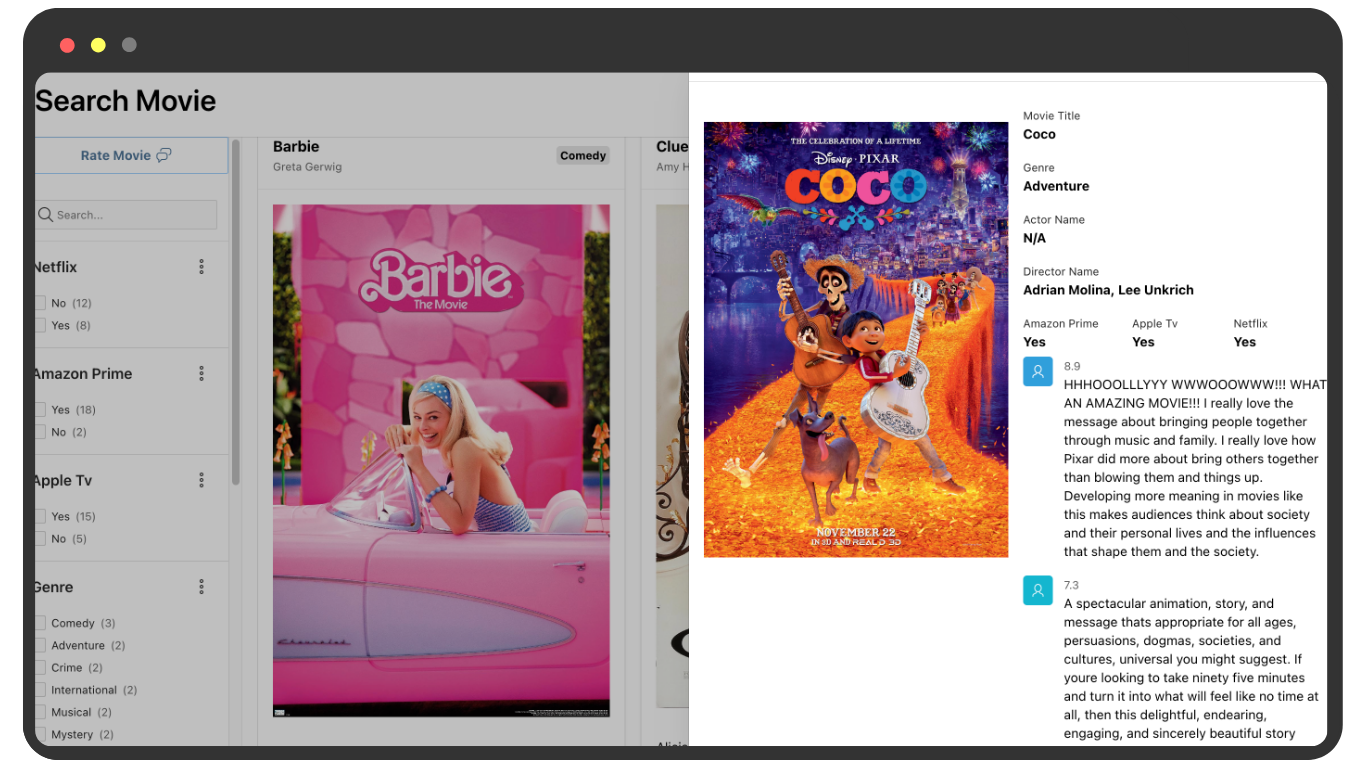 Search Movie
Rate Movie
Search...
Netflix
No (12)
Yes (8)
Amazon Prime
Yes (18)
No (2)
Apple Tv
Yes (15)
No (5)
Genre
Comedy (3)
Adventure (2)
Crime (2)
International (2)
Musical (2)
Mystery (2)
Barbie
Greta Gerwig
Comedy
Barbie
The Movie
Chevrolet
Clue
Amy H
THE CELEBRATION OF A LIFETIME
Disney · PIXAR
COCO
NOVEMBER 22
IN 3D AND REAL D 3D
Movie Title
Coco
Genre
Adventure
Actor Name
N/A
Director Name
Adrian Molina, Lee Unkrich
Amazon Prime Apple Tv Netflix
Yes Yes Yes
8.9
HHHOOOLLLYYY WWWOOOWWW!!! WHAT
AN AMAZING MOVIE!!! I really love the
message about bringing people together
through music and family. I really love how
Pixar did more about bring others together
than blowing them and things up.
Developing more meaning in movies like
this makes audiences think about society
and their personal lives and the influences
that shape them and the society.
7.3
A spectacular animation, story, and
message thats appropriate for all ages,
persuasions, dogmas, societies, and
cultures, universal you might suggest. If
youre looking to take ninety five minutes
and turn it into what will feel like no time at
all, then this delightful, endearing,
engaging, and sincerely beautiful story